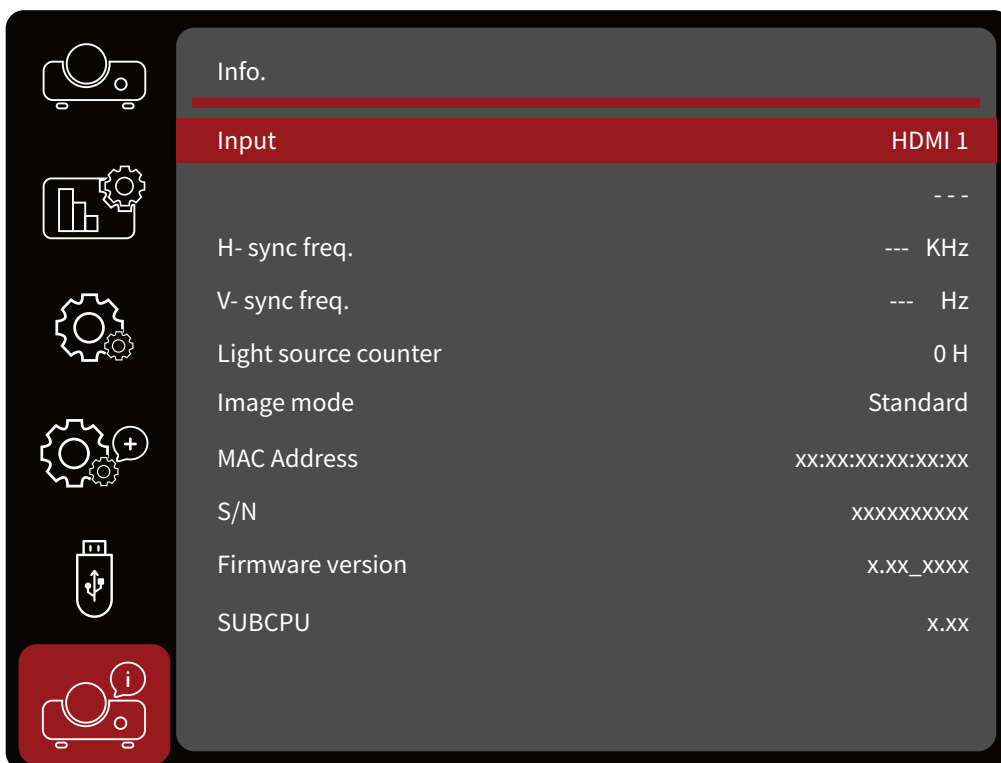 Info.
Input HDMI 1
- - -
H- sync freq. --- KHz
V- sync freq. --- Hz
Light source counter 0 H
Image mode Standard
MAC Address xx:xx:xx:xx:xx:xx
S/N xxxxxxxxxx
Firmware version x.xx_xxxx
SUBCPU x.xx
i